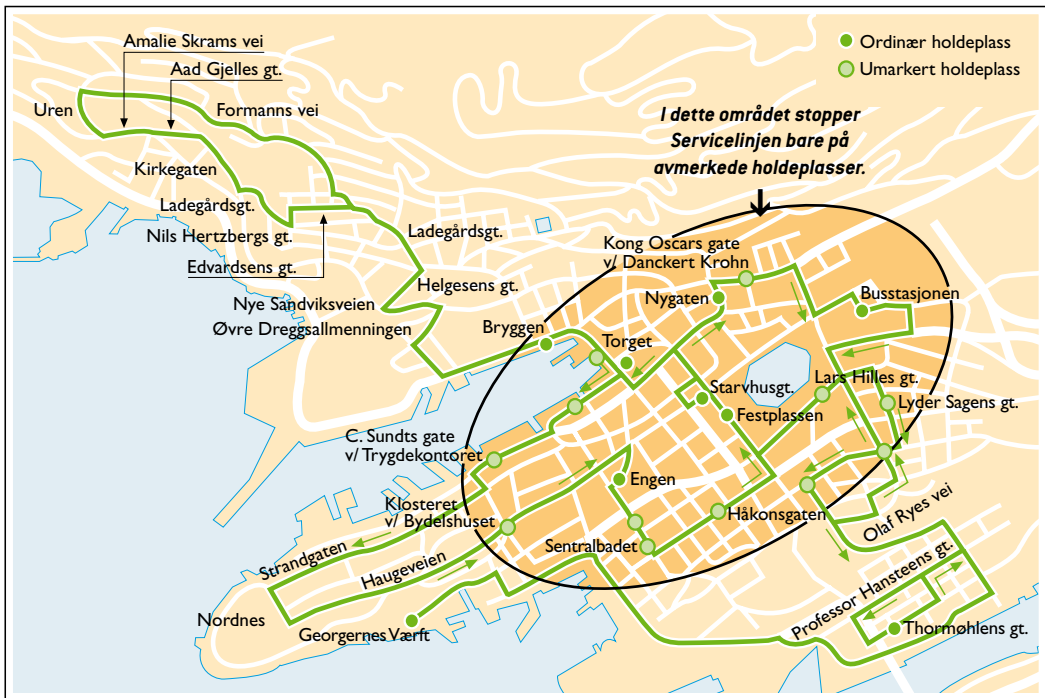 Amalie Skrams vei
Aad Gjelles gt.
Uren
Formanns vei
Kirkegaten
Ladegårdsgt.
Nils Hertzbergs gt.
Edvardsens gt.
Ladegårdsgt.
Helgesens gt.
Nye Sandviksveien
Øvre Dreggsallmenningen
Bryggen
Ordinær holdeplass
Umarkert holdeplass
I dette området stopper
Servicelinjen bare på
avmerkede holdeplasser.
Kong Oscars gate
v/ Danckert Krohn
Nygaten
Busstasjonen
Torget
Starvhusgt.
Festplassen
Lars Hilles gt.
Lyder Sagens gt.
C. Sundts gate
v/ Trygdekontoret
Engen
Klosteret
v/ Bydelshuset
Håkonsgaten
Olaf Ryes vei
Sentralbadet
Strandgaten
Haugeveien
Nordnes
Georgernes Værft
Professor Hansteens gt.
Thormøhlens gt.